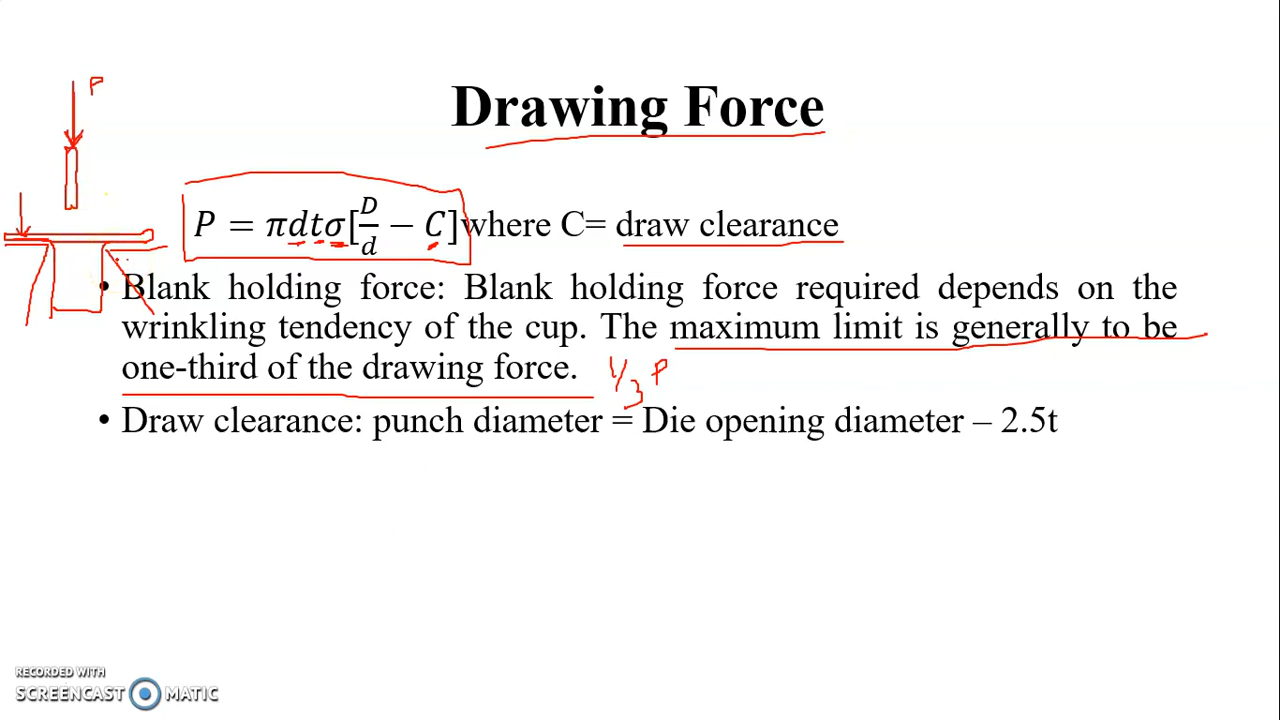 P
Drawing Force
P = πdtσ[D/d − C] where C= draw clearance
• Blank holding force: Blank holding force required depends on the
wrinkling tendency of the cup. The maximum limit is generally to be
one-third of the drawing force. 1/3 P
• Draw clearance: punch diameter = Die opening diameter – 2.5t
RECORDED WITH
SCREENCAST MATIC